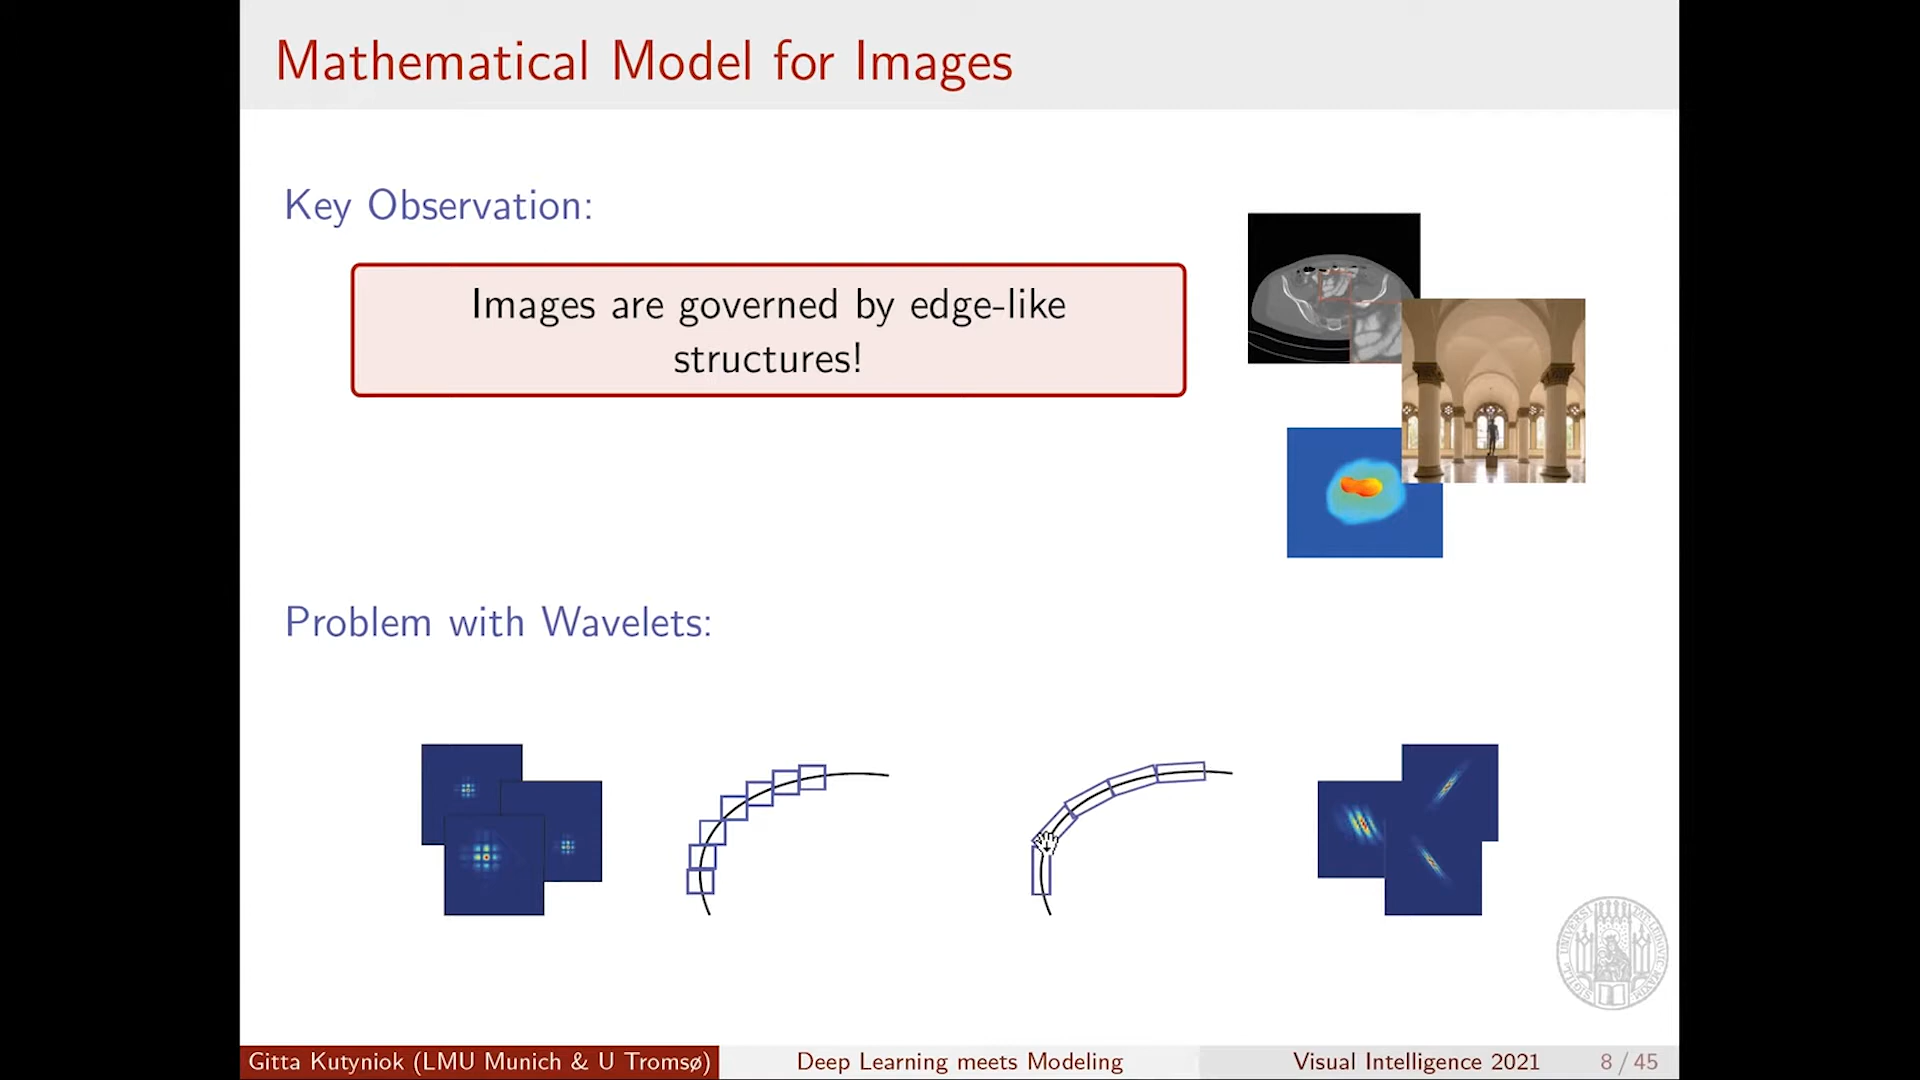 Mathematical Model for Images
Key Observation:
Images are governed by edge-like
structures!
Problem with Wavelets:
Gitta Kutyniok (LMU Munich & U Tromsø)
Deep Learning meets Modeling
Visual Intelligence 2021
8 / 45